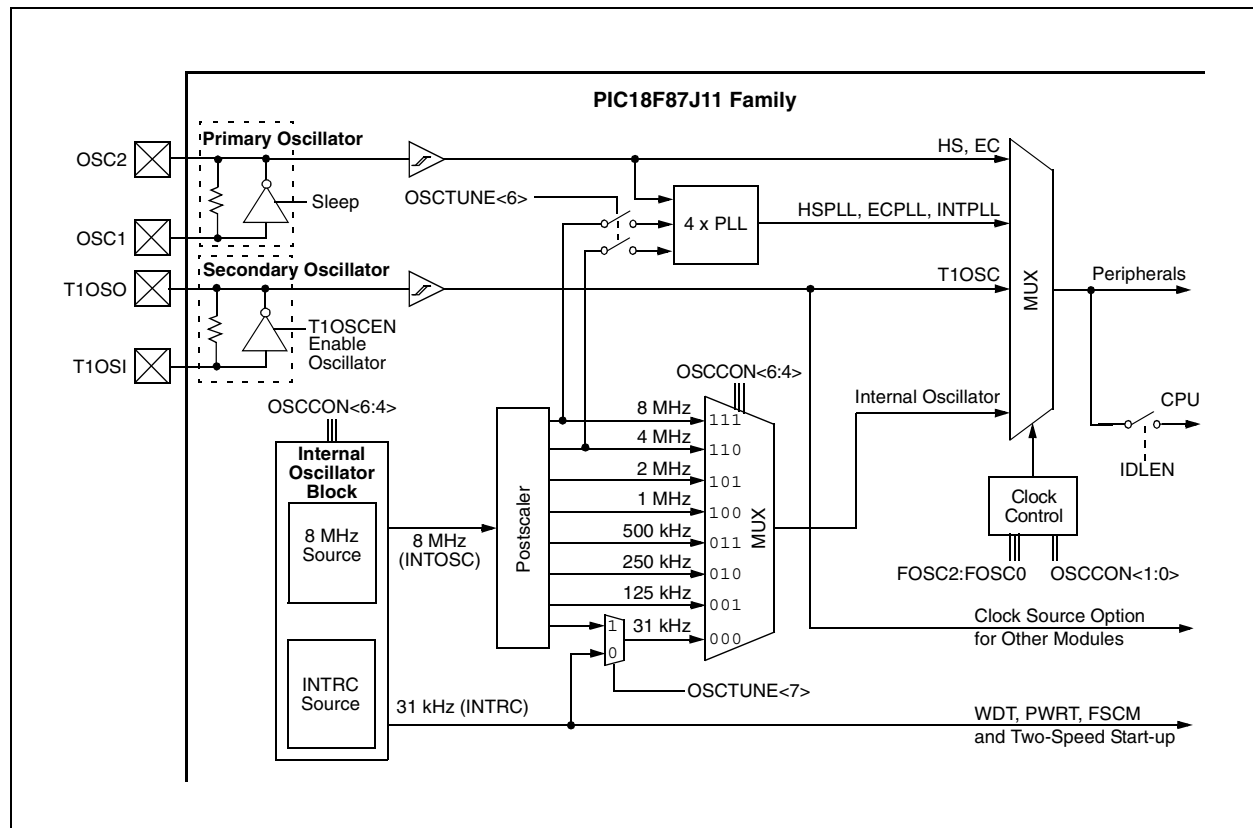 PIC18F87J11 Family
Primary Oscillator
OSC2
HS, EC
OSCTUNE<6>
Sleep
4 x PLL
HSPLL, ECPLL, INTPLL
OSC1
Secondary Oscillator
T1OSO
T1OSC
MUX
Peripherals
T1OSCEN
Enable
Oscillator
T1OSI
OSCCON<6:4>
OSCCON<6:4>
Internal Oscillator
CPU
IDLEN
Internal
Oscillator
Block
8 MHz
Source
8 MHz
(INTOSC)
Postscaler
8 MHz
111
4 MHz
110
2 MHz
101
1 MHz
100
500 kHz
011
250 kHz
010
125 kHz
001
1
31 kHz
000
0
MUX
Clock
Control
FOSC2:FOSC0
OSCCON<1:0>
Clock Source Option
for Other Modules
OSCTUNE<7>
INTRC
Source
31 kHz (INTRC)
WDT, PWRT, FSCM
and Two-Speed Start-up